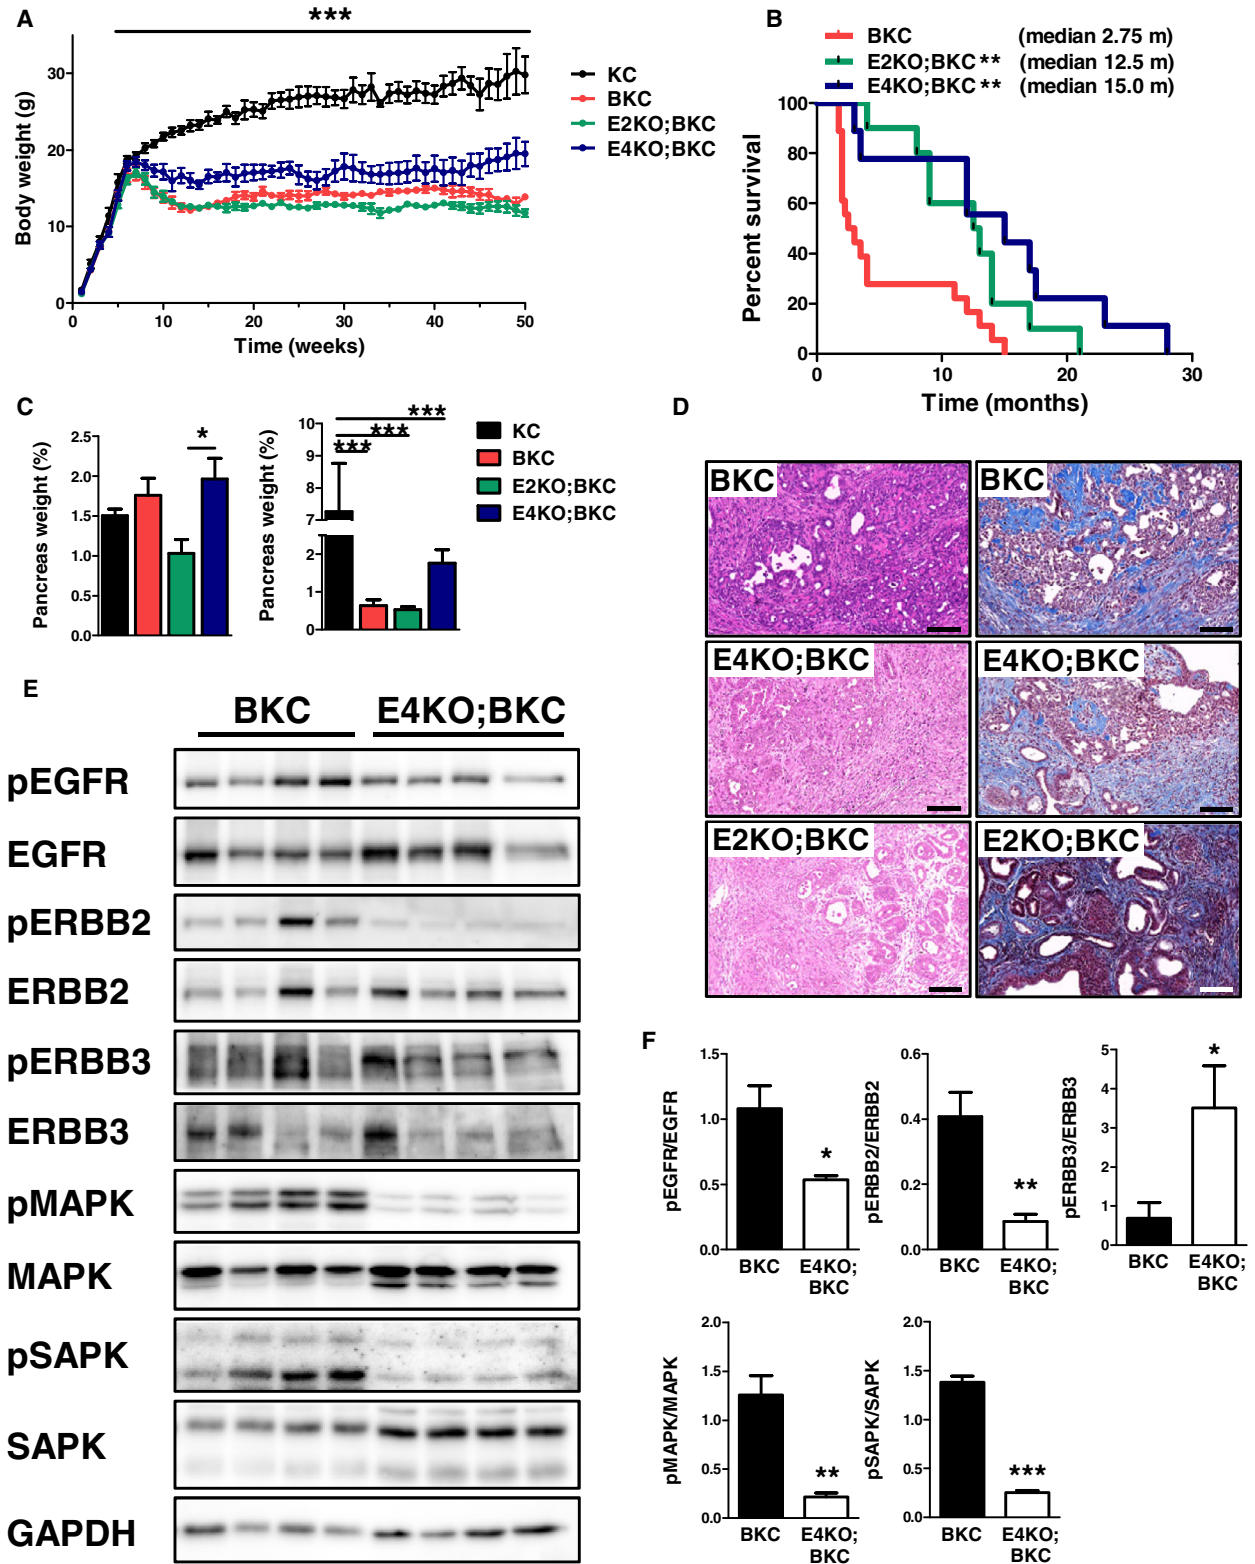 A
***
Body weight (g)
30
20
10
0
0 10 20 30 40 50
Time (weeks)
KC
BKC
E2KO;BKC
E4KO;BKC
B
BKC (median 2.75 m)
E2KO;BKC ** (median 12.5 m)
E4KO;BKC ** (median 15.0 m)
Percent survival
100
80
60
40
20
0
0 10 20 30
Time (months)
C
Pancreas weight (%)
2.5
2.0
1.5
1.0
0.5
0.0
*
Pancreas weight (%)
10
9
8
7
2
1
0
***
***
***
KC
BKC
E2KO;BKC
E4KO;BKC
D
BKC BKC
E4KO;BKC E4KO;BKC
E2KO;BKC E2KO;BKC
E
BKC E4KO;BKC
pEGFR
EGFR
pERBB2
ERBB2
pERBB3
ERBB3
pMAPK
MAPK
pSAPK
SAPK
GAPDH
F
pEGFR/EGFR
1.5
1.0
0.5
0.0
*
BKC E4KO;
BKC
pERBB2/ERBB2
0.6
0.4
0.2
0.0
**
BKC E4KO;
BKC
pERBB3/ERBB3
5
4
3
2
1
0
*
BKC E4KO;
BKC
pMAPK/MAPK
2.0
1.5
1.0
0.5
0.0
**
BKC E4KO;
BKC
pSAPK/SAPK
2.0
1.5
1.0
0.5
0.0
***
BKC E4KO;
BKC